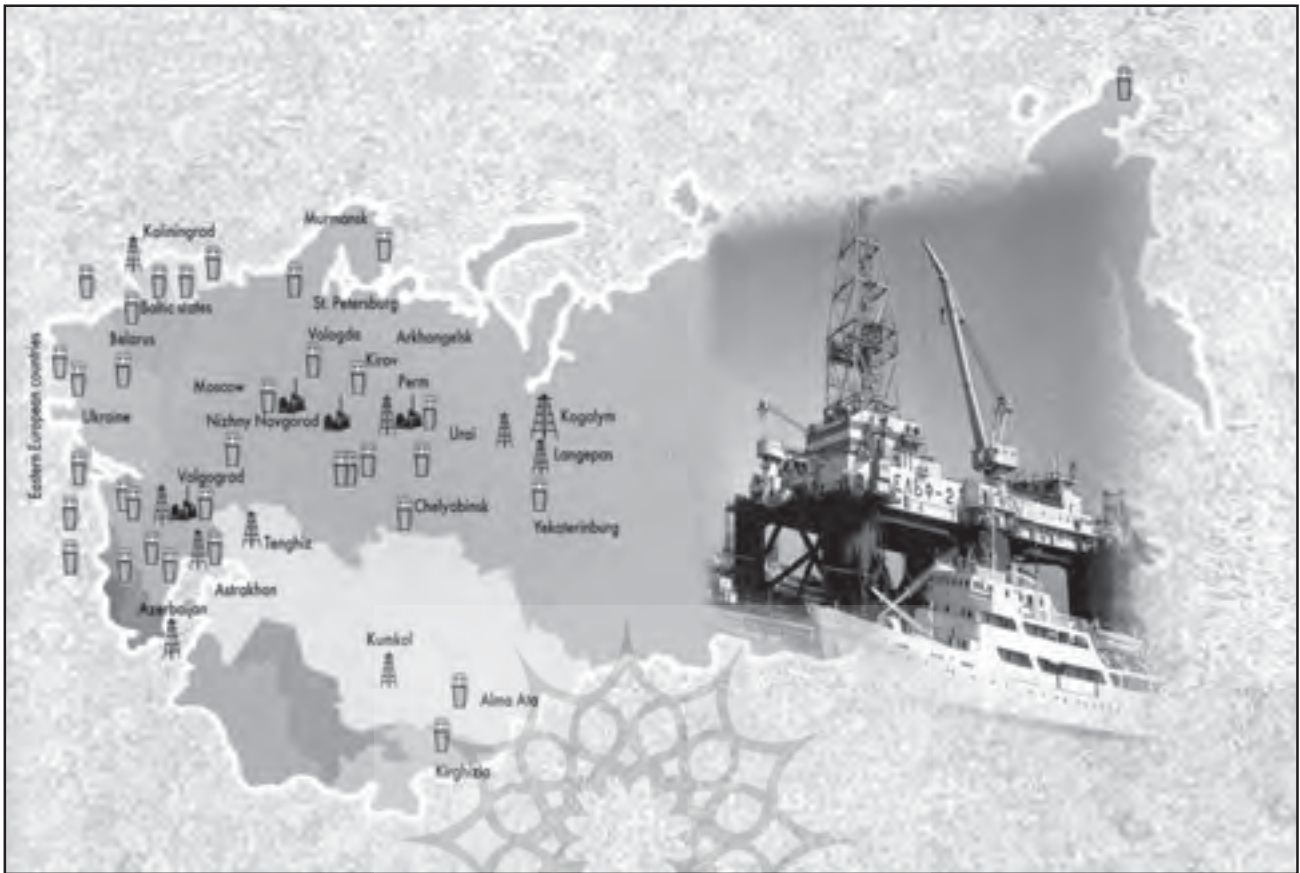 Murmansk
Kaliningrad
St. Petersburg
Baltic states
Eastern European countries
Belarus
Vologda
Arkhangelsk
Kirov
Moscow
Perm
Ukraine
Nizhny Novgorod
Urai
Kogalym
Langepas
Volgograd
Chelyabinsk
Yekaterinburg
Tenghiz
Astrakhan
Azerbaijan
Kumkol
Alma Ata
Kirghizia